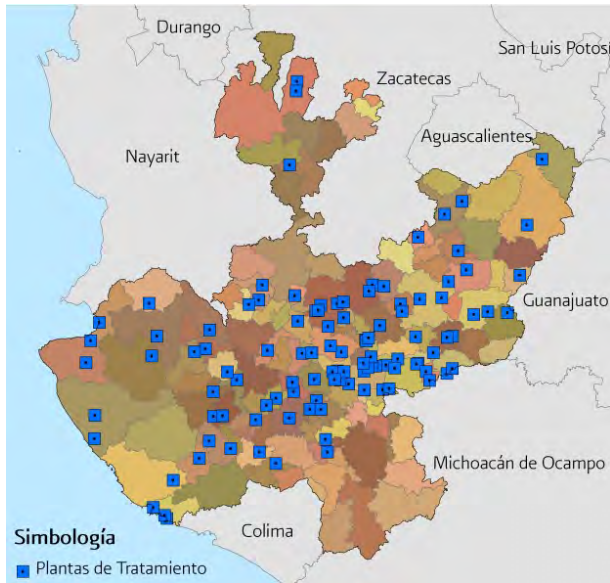 Durango
San Luis Potosí
Zacatecas
Aguascalientes
Nayarit
Guanajuato
Michoacán de Ocampo
Simbología
Colima
Plantas de Tratamiento